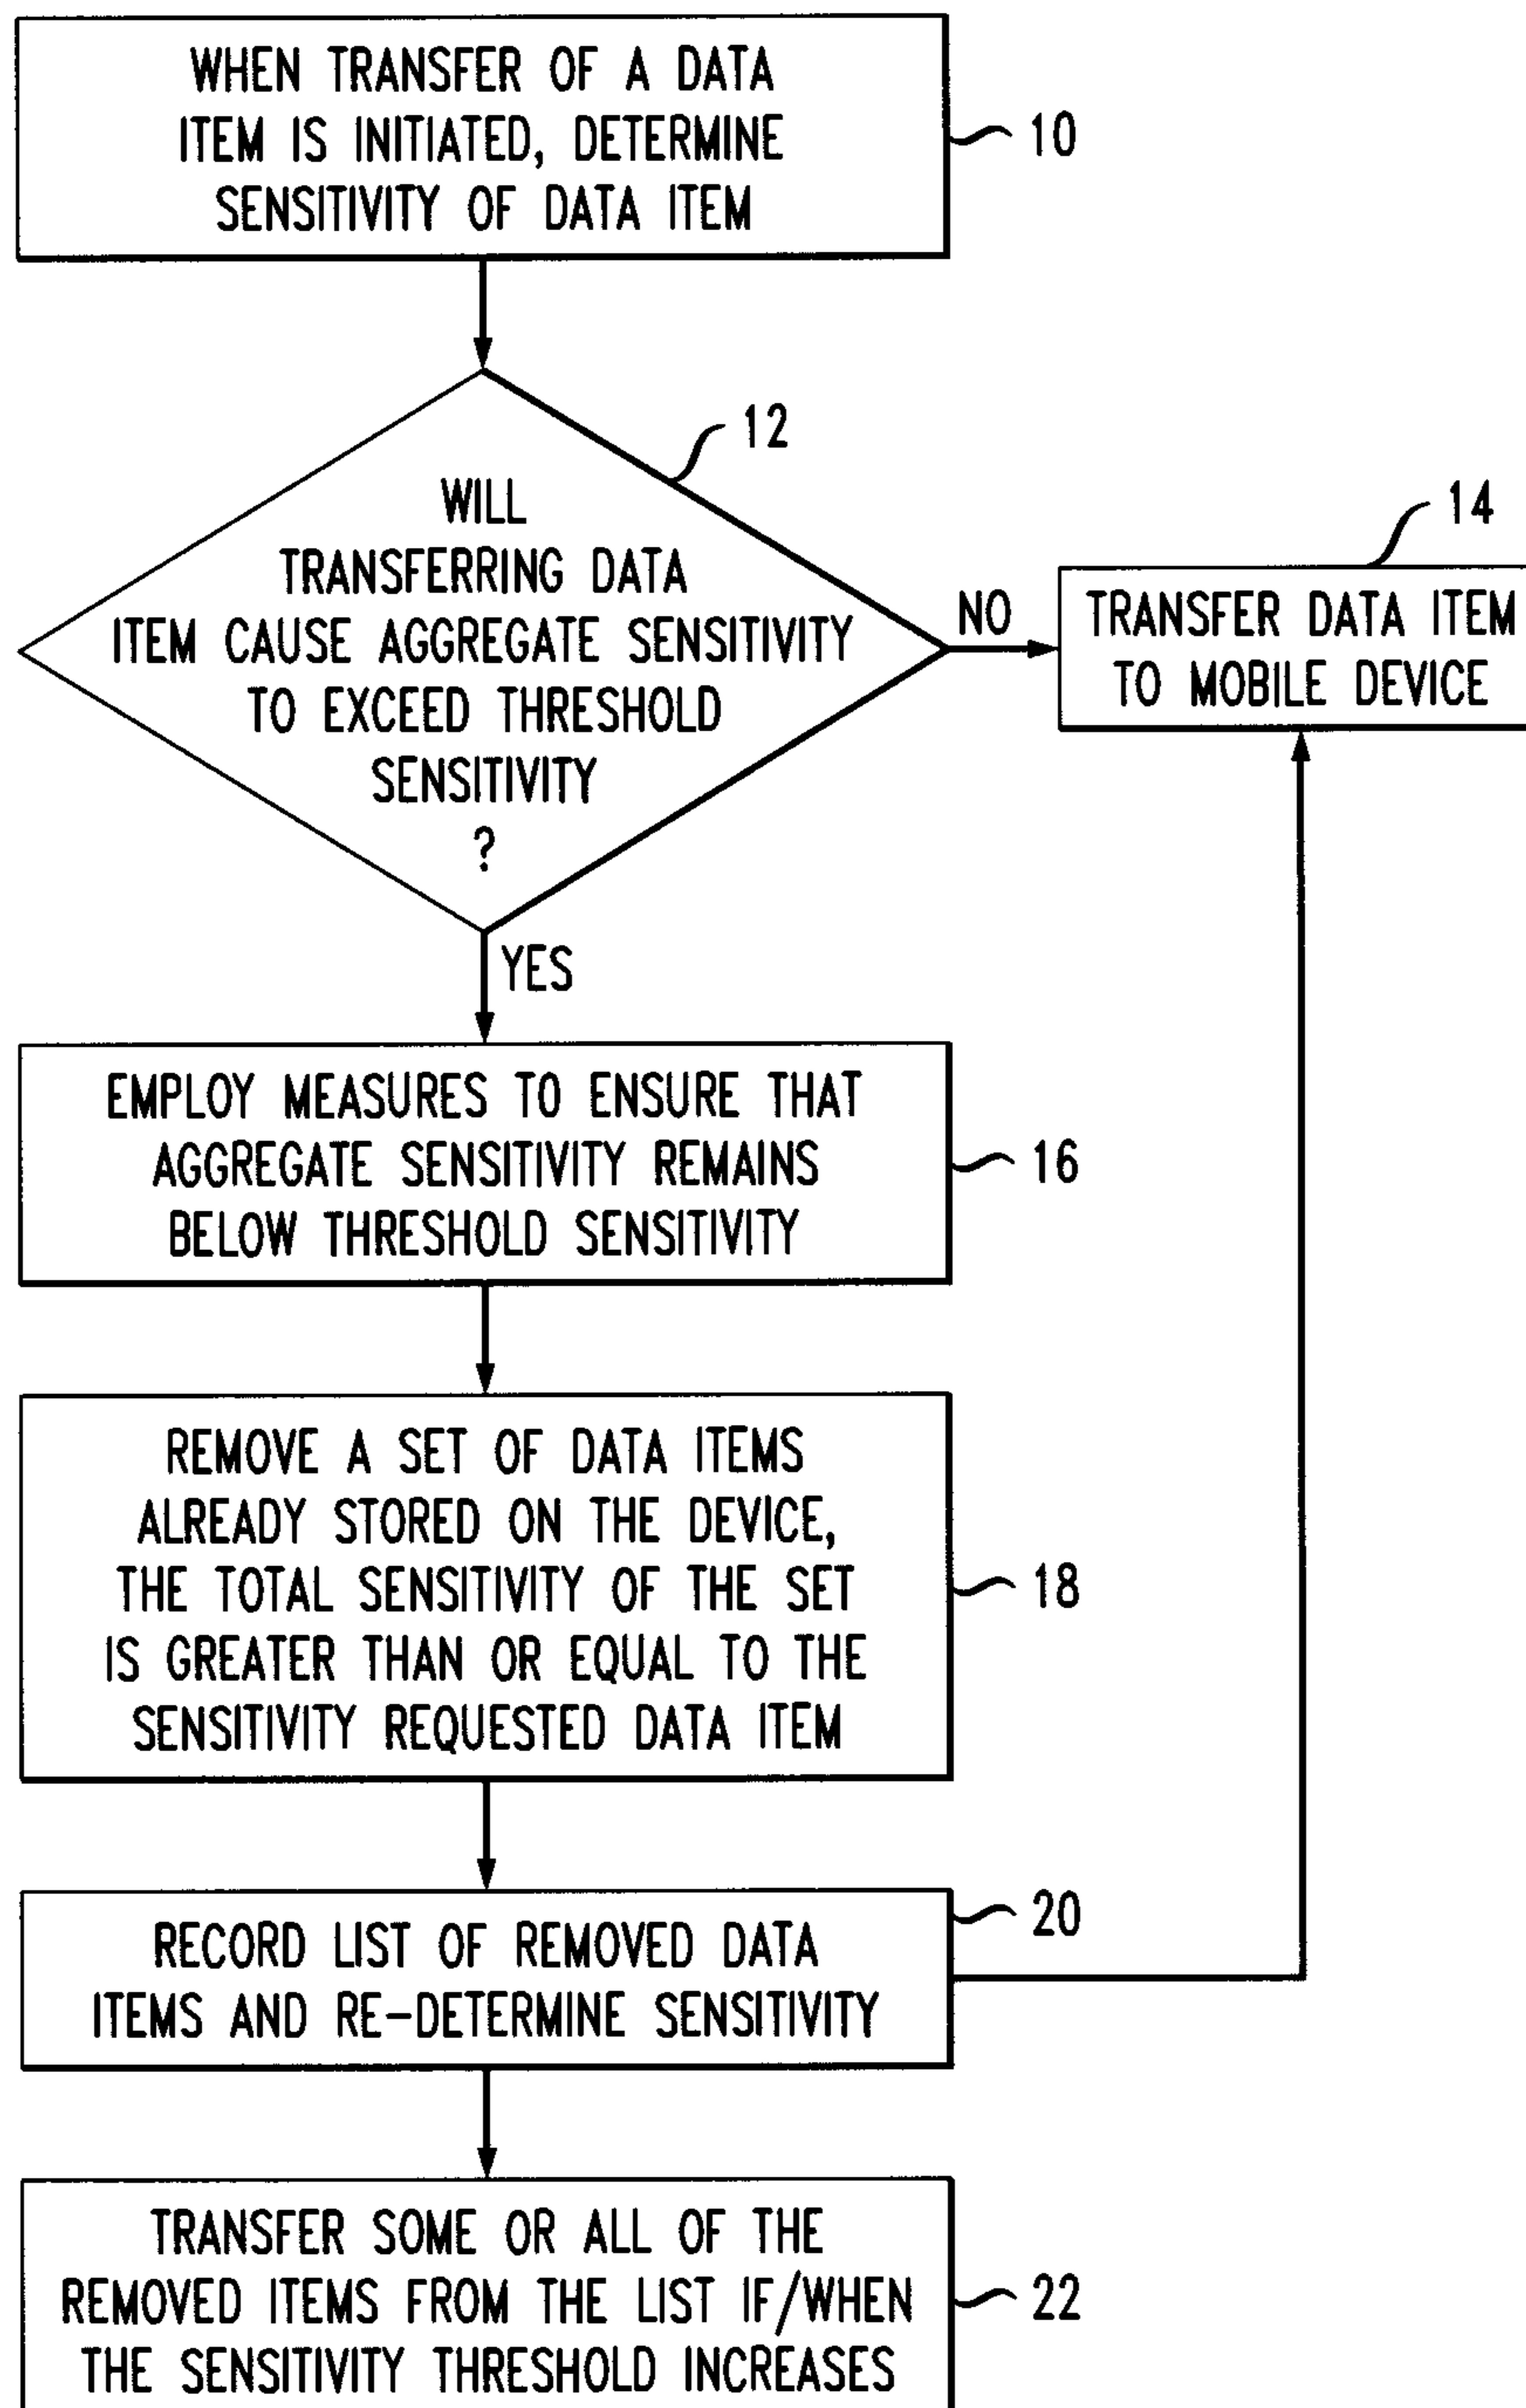 WHEN TRANSFER OF A DATA
ITEM IS INITIATED, DETERMINE
SENSITIVITY OF DATA ITEM
10
12
WILL
TRANSFERRING DATA
ITEM CAUSE AGGREGATE SENSITIVITY
TO EXCEED THRESHOLD
SENSITIVITY
?
NO
14
TRANSFER DATA ITEM
TO MOBILE DEVICE
YES
EMPLOY MEASURES TO ENSURE THAT
AGGREGATE SENSITIVITY REMAINS
BELOW THRESHOLD SENSITIVITY
16
REMOVE A SET OF DATA ITEMS
ALREADY STORED ON THE DEVICE,
THE TOTAL SENSITIVITY OF THE SET
IS GREATER THAN OR EQUAL TO THE
SENSITIVITY REQUESTED DATA ITEM
18
RECORD LIST OF REMOVED DATA
ITEMS AND RE-DETERMINE SENSITIVITY
20
TRANSFER SOME OR ALL OF THE
REMOVED ITEMS FROM THE LIST IF/WHEN
THE SENSITIVITY THRESHOLD INCREASES
22